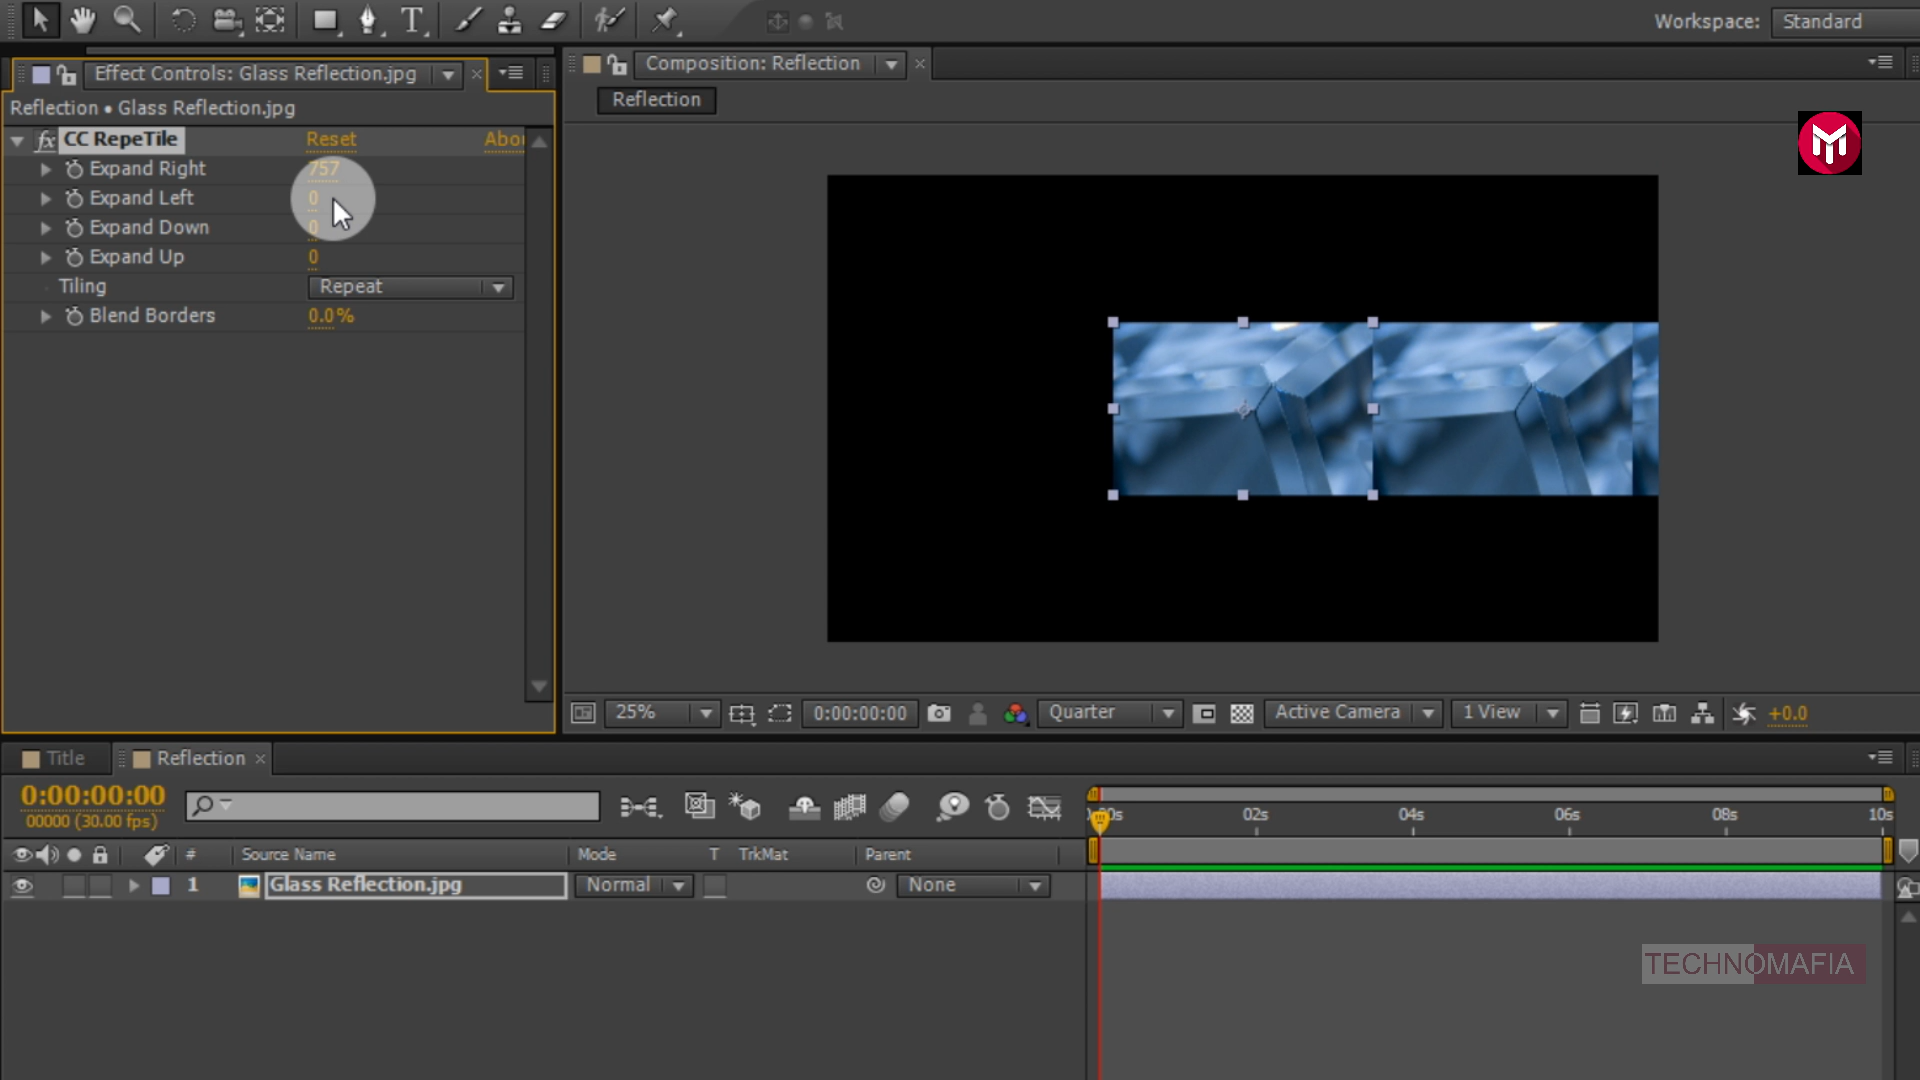 Workspace: Standard
Effect Controls: Glass Reflection.jpg
Composition: Reflection
Reflection • Glass Reflection.jpg
Reflection
fx CC RepeTile Reset Abo
Expand Right 757
Expand Left 0
Expand Down 0
Expand Up 0
Tiling Repeat
Blend Borders 0.0%
25% 0:00:00:00 Quarter Active Camera 1 View +0.0
Title Reflection
0:00:00:00
00000 (30.00 fps)
02s 04s 06s 08s 10s
# Source Name Mode T TrkMat Parent
1 Glass Reflection.jpg Normal None
TECHNOMAFIA